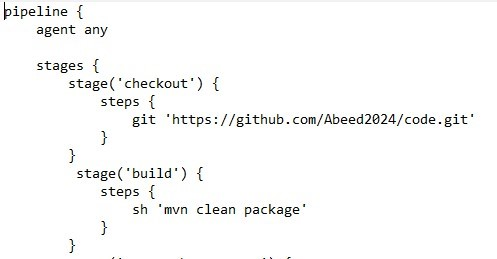 pipeline {
    agent any

    stages {
        stage('checkout') {
            steps {
                git 'https://github.com/Abeed2024/code.git'
            }
        }
         stage('build') {
            steps {
                sh 'mvn clean package'
            }
        }